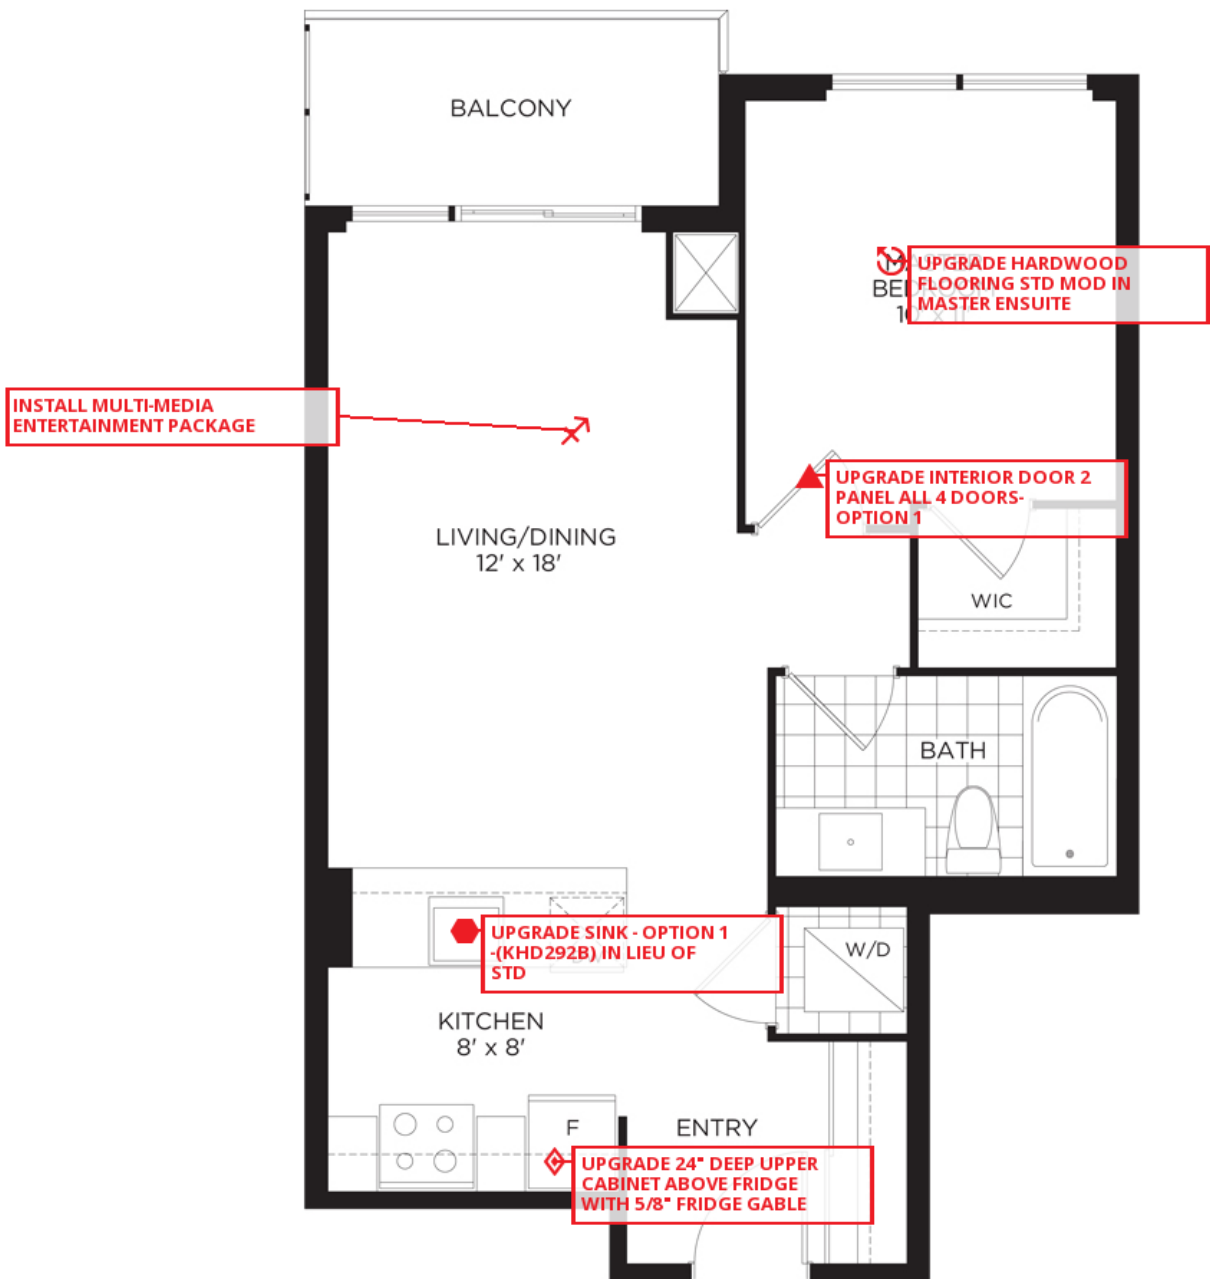 BALCONY
UPGRADE HARDWOOD
FLOORING STD MOD IN
MASTER ENSUITE
INSTALL MULTI-MEDIA
ENTERTAINMENT PACKAGE
UPGRADE INTERIOR DOOR 2
PANEL ALL 4 DOORS-
OPTION 1
LIVING/DINING
12' x 18'
WIC
BATH
UPGRADE SINK - OPTION 1
-(KHD292B) IN LIEU OF
STD
W/D
KITCHEN
8' x 8'
F
ENTRY
UPGRADE 24" DEEP UPPER
CABINET ABOVE FRIDGE
WITH 5/8" FRIDGE GABLE